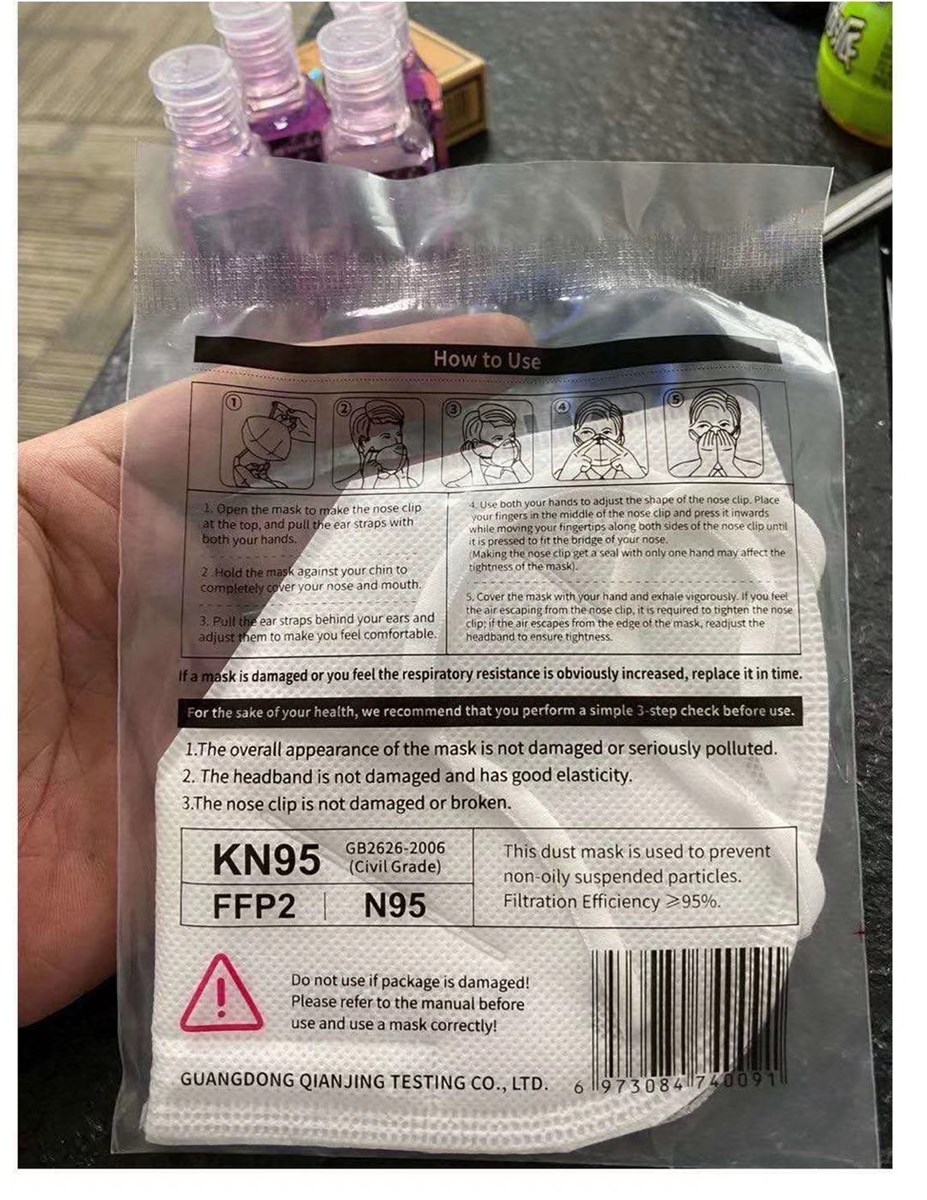 How to Use
1
2
3
4
5
1. Open the mask to make the nose clip
at the top, and pull the ear straps with
both your hands.
2 .Hold the mask against your chin to
completely cover your nose and mouth.
3. Pull the ear straps behind your ears and
adjust them to make you feel comfortable.
4. Use both your hands to adjust the shape of the nose clip. Place
your fingers in the middle of the nose clip and press it inwards
while moving your fingertips along both sides of the nose clip until
it is pressed to fit the bridge of your nose.
(Making the nose clip get a seal with only one hand may affect the
tightness of the mask).
5. Cover the mask with your hand and exhale vigorously. If you feel
the air escaping from the nose clip, it is required to tighten the nose
clip; if the air escapes from the edge of the mask, readjust the
headband to ensure tightness.
If a mask is damaged or you feel the respiratory resistance is obviously increased, replace it in time.
For the sake of your health, we recommend that you perform a simple 3-step check before use.
1.The overall appearance of the mask is not damaged or seriously polluted.
2. The headband is not damaged and has good elasticity.
3.The nose clip is not damaged or broken.
KN95
GB2626-2006
(Civil Grade)
FFP2 | N95
This dust mask is used to prevent
non-oily suspended particles.
Filtration Efficiency ≥95%.
!
Do not use if package is damaged!
Please refer to the manual before
use and use a mask correctly!
GUANGDONG QIANJING TESTING CO., LTD.
6 973084 740091